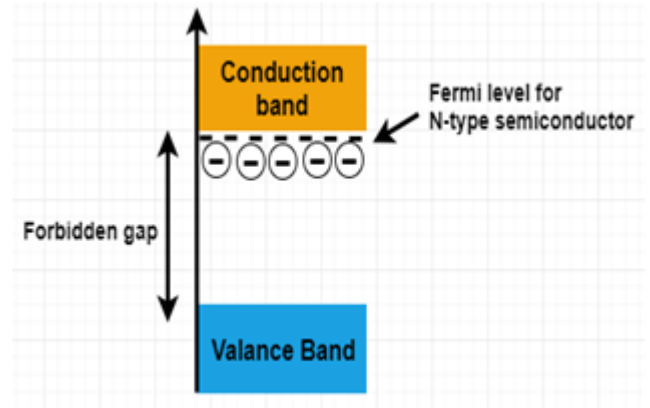 Conduction
band
Fermi level for
N-type semiconductor
Forbidden gap
Valance Band